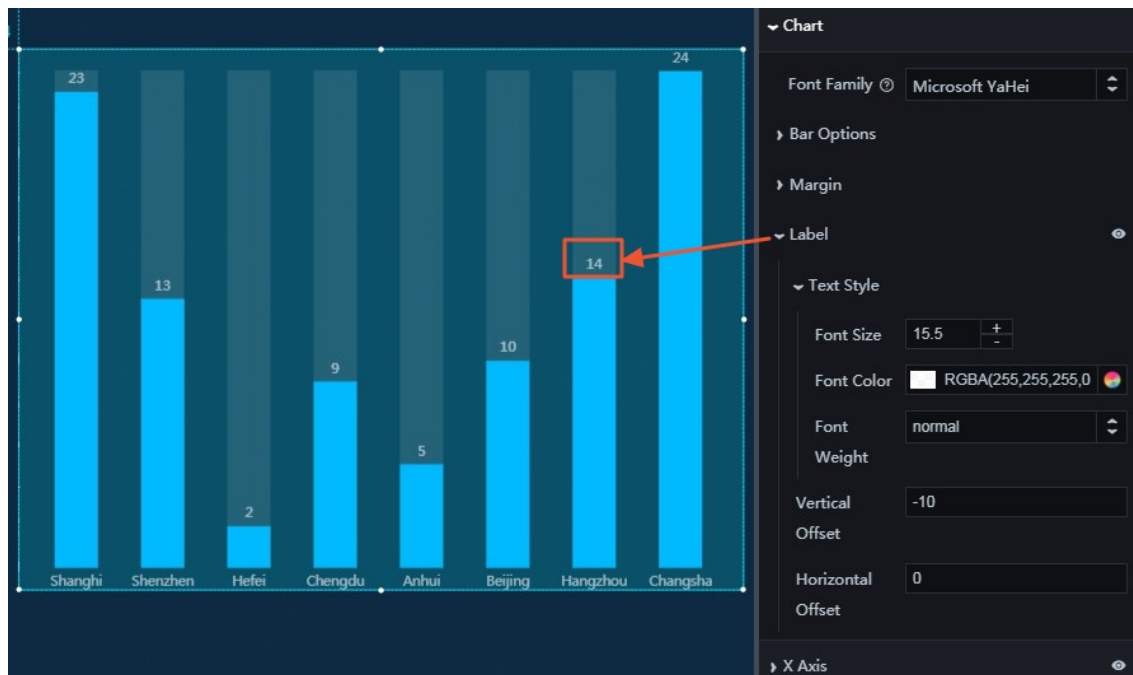 24
23
14
13
10
9
5
2
Shanghi Shenzhen Hefei Chengdu Anhui Beijing Hangzhou Changsha
Chart
Font Family Microsoft YaHei
Bar Options
Margin
Label
Text Style
Font Size 15.5 + -
Font Color RGBA(255,255,255,0
Font Weight normal
Vertical Offset -10
Horizontal Offset 0
X Axis